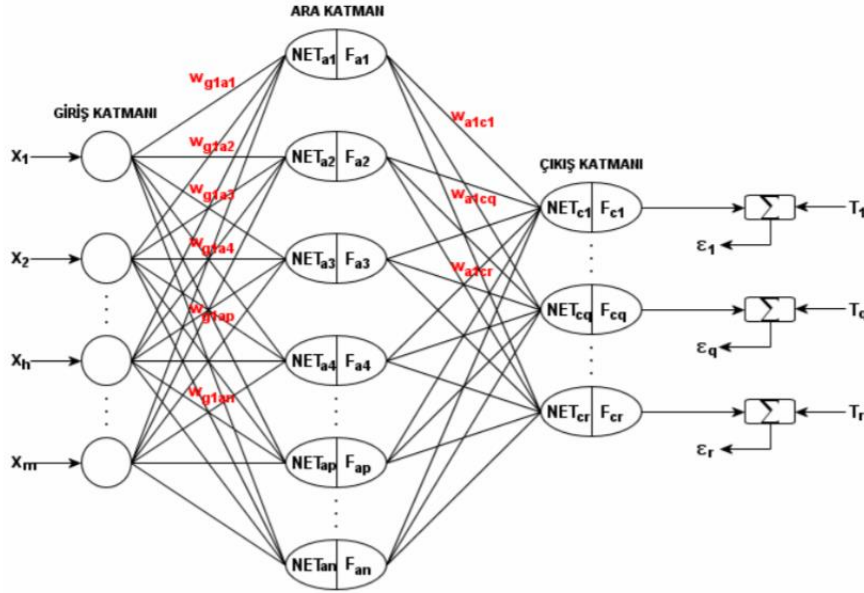 ARA KATMAN
NETa1 Fa1
wg1a1
GİRİŞ KATMANI
wa1c1
X1
wg1a2
NETa2 Fa2
ÇIKIŞ KATMANI
wg1a3
wa1cq
NETc1 Fc1
Σ
T1
ε1
X2
wg1a4
NETa3 Fa3
wa1cr
wg1ap
NETcq Fcq
Σ
Tq
εq
Xh
NETa4 Fa4
wg1an
NETcr Fcr
Σ
Tr
εr
Xm
NETap Fap
NETan Fan